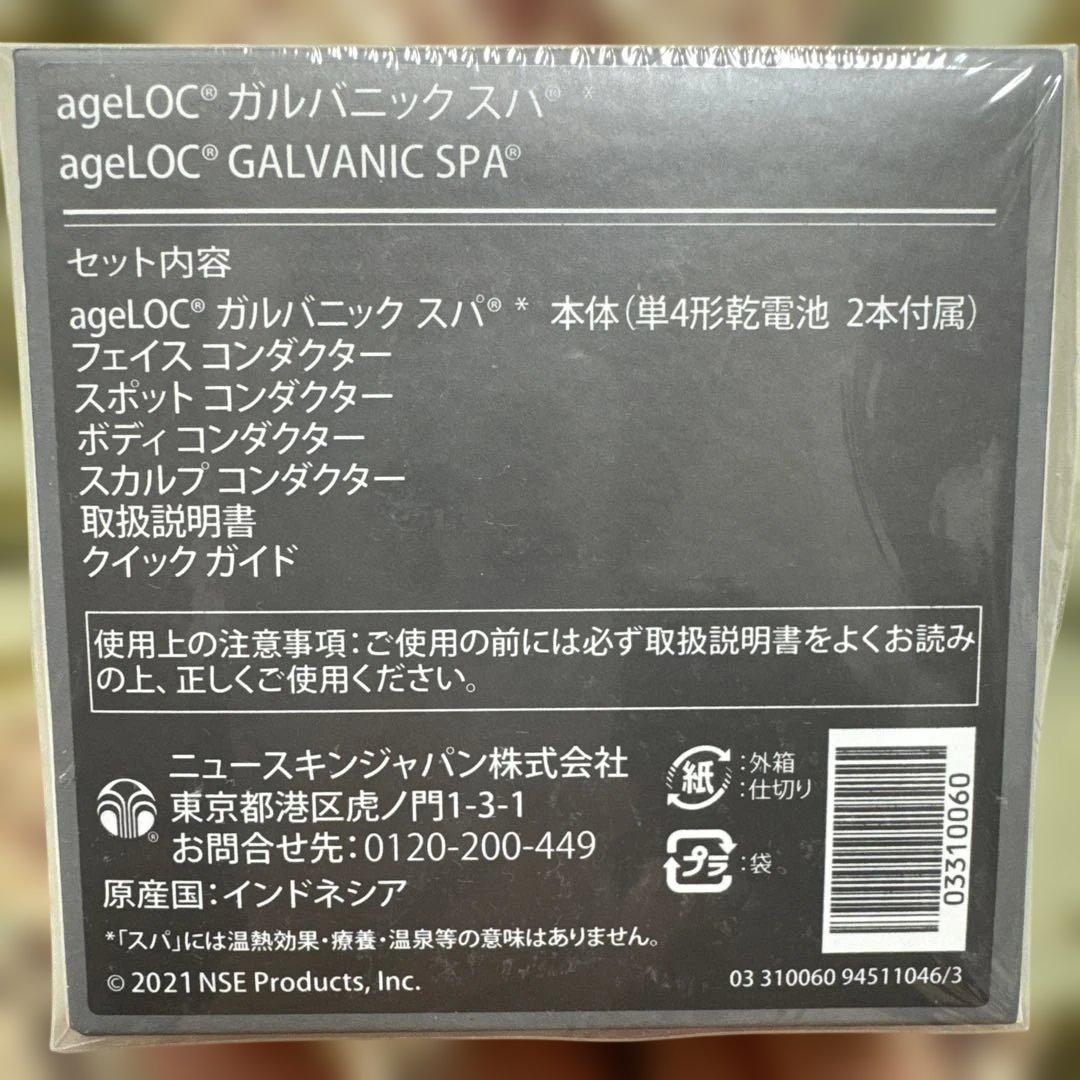 ageLOC® ガルバニック スパ® *
ageLOC® GALVANIC SPA®
セット内容
ageLOC® ガルバニック スパ® * 本体（単4形乾電池 2本付属）
フェイス コンダクター
スポット コンダクター
ボディ コンダクター
スカルプ コンダクター
取扱説明書
クイック ガイド
使用上の注意事項：ご使用の前には必ず取扱説明書をよくお読み
の上、正しくご使用ください。
ニュースキンジャパン株式会社
東京都港区虎ノ門1-3-1
お問合せ先：0120-200-449
原産国：インドネシア
*「スパ」には温熱効果・療養・温泉等の意味はありません。
© 2021 NSE Products, Inc.
紙：外箱
：仕切り
プラ：袋
03310060
03 310060 94511046/3